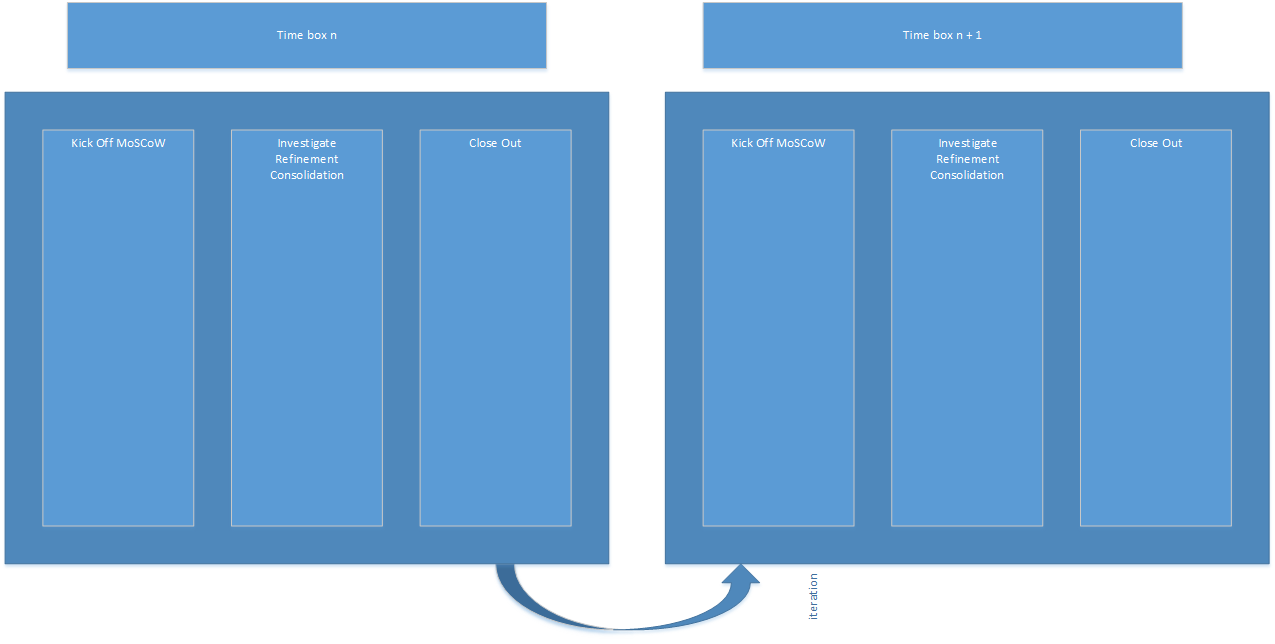 Time box n
Time box n + 1
Kick Off MoSCoW
Investigate
Refinement
Consolidation
Close Out
Kick Off MoSCoW
Investigate
Refinement
Consolidation
Close Out
iteration